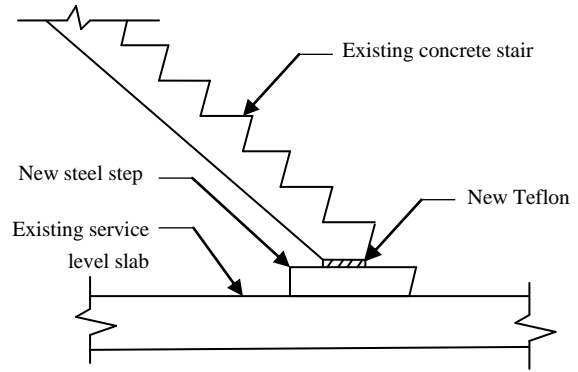 Existing concrete stair
New steel step
New Teflon
Existing service
level slab